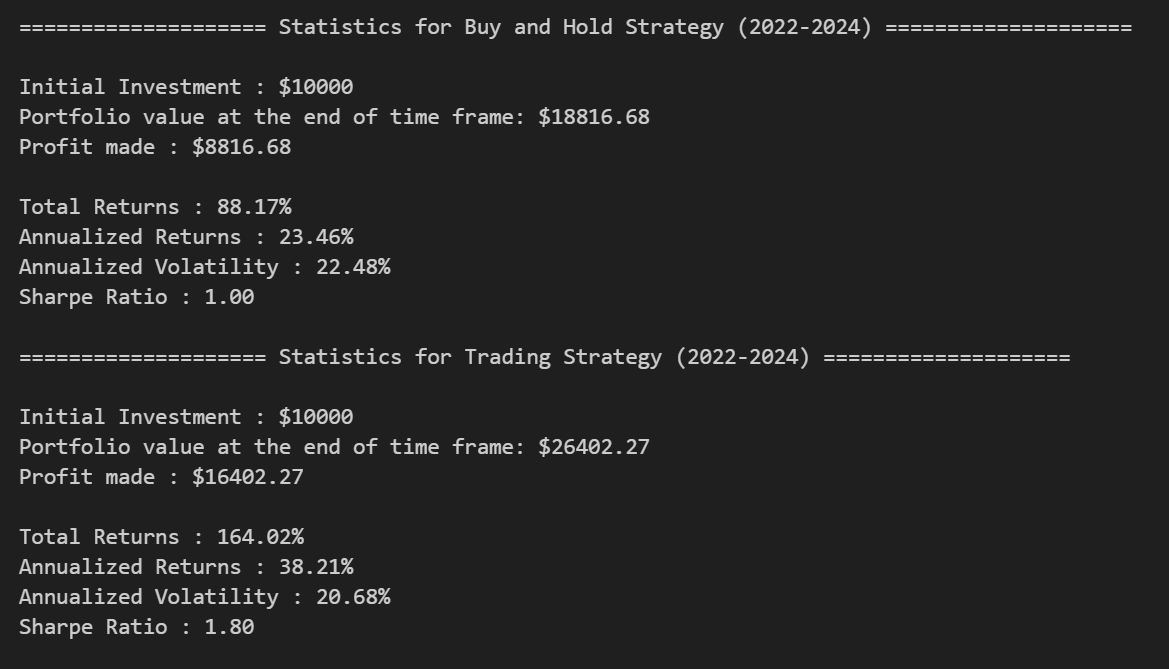 ==================== Statistics for Buy and Hold Strategy (2022-2024) ====================
Initial Investment : $10000
Portfolio value at the end of time frame: $18816.68
Profit made : $8816.68
Total Returns : 88.17%
Annualized Returns : 23.46%
Annualized Volatility : 22.48%
Sharpe Ratio : 1.00
==================== Statistics for Trading Strategy (2022-2024) ====================
Initial Investment : $10000
Portfolio value at the end of time frame: $26402.27
Profit made : $16402.27
Total Returns : 164.02%
Annualized Returns : 38.21%
Annualized Volatility : 20.68%
Sharpe Ratio : 1.80